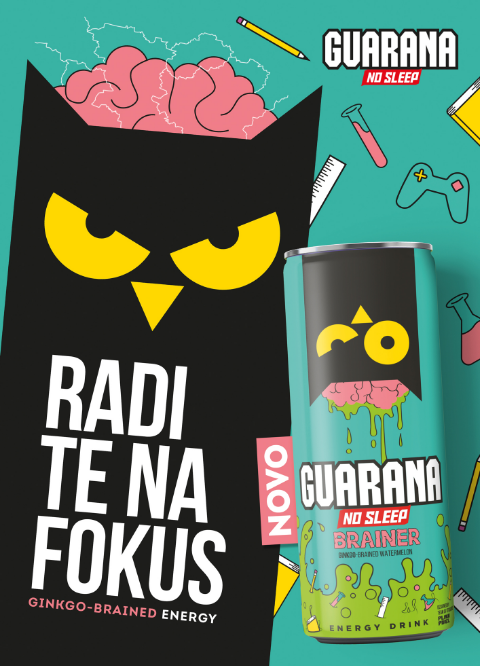 GUARANA
NO SLEEP
RADI
TE NA
FOKUS
GINKGO-BRAINED ENERGY
NOVO
GUARANA
NO SLEEP
BRAINER
GINKGO-BRAINED WATERMELON
ENERGY DRINK